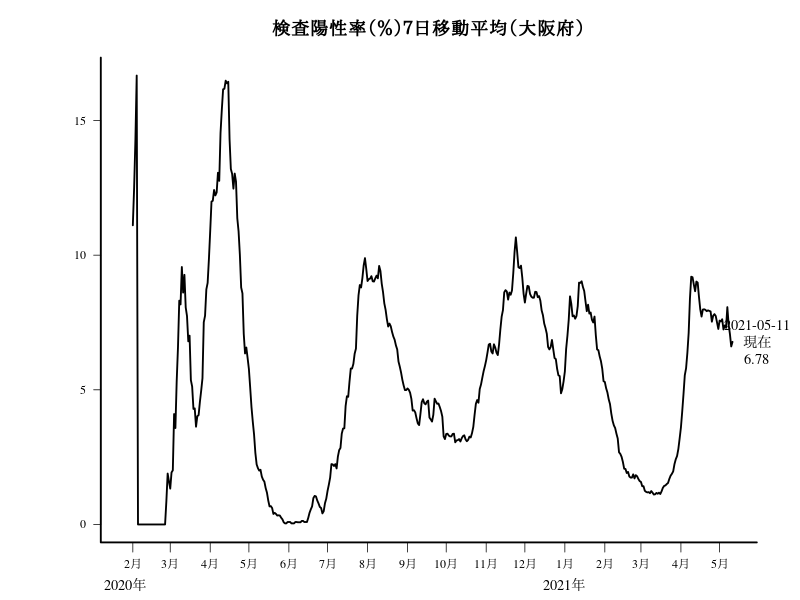 検査陽性率(%)7日移動平均(大阪府)
15
10
5
0
2021-05-11
現在
6.78
2月 3月 4月 5月 6月 7月 8月 9月 10月 11月 12月 1月 2月 3月 4月 5月
2020年 2021年